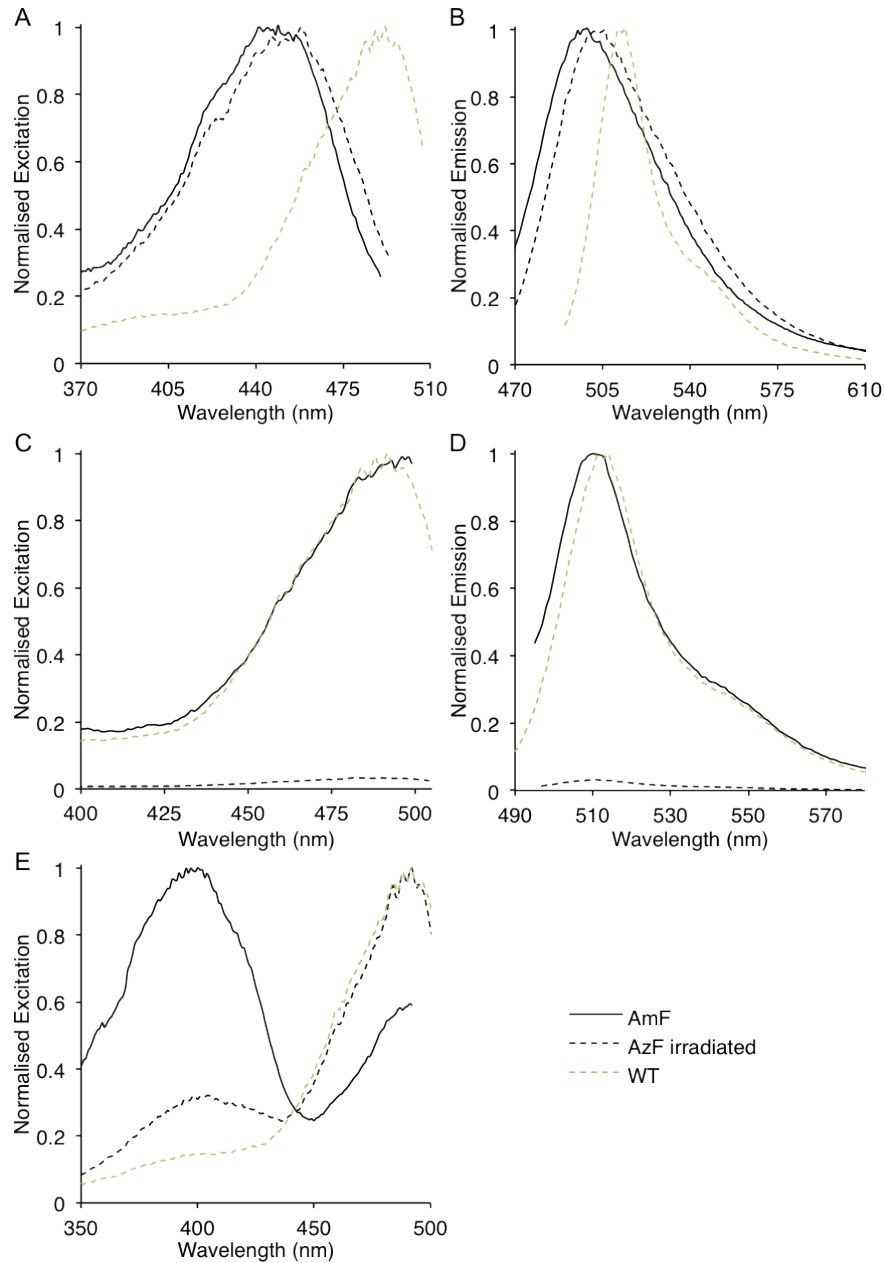 A
Normalised Excitation
1
0.8
0.6
0.4
0.2
0
370 405 440 475 510
Wavelength (nm)
B
Normalised Emission
1
0.8
0.6
0.4
0.2
0
470 505 540 575 610
Wavelength (nm)
C
Normalised Excitation
1
0.8
0.6
0.4
0.2
0
400 425 450 475 500
Wavelength (nm)
D
Normalised Emission
1
0.8
0.6
0.4
0.2
0
490 510 530 550 570
Wavelength (nm)
E
Normalised Excitation
1
0.8
0.6
0.4
0.2
0
350 400 450 500
Wavelength (nm)
AmF
AzF irradiated
WT